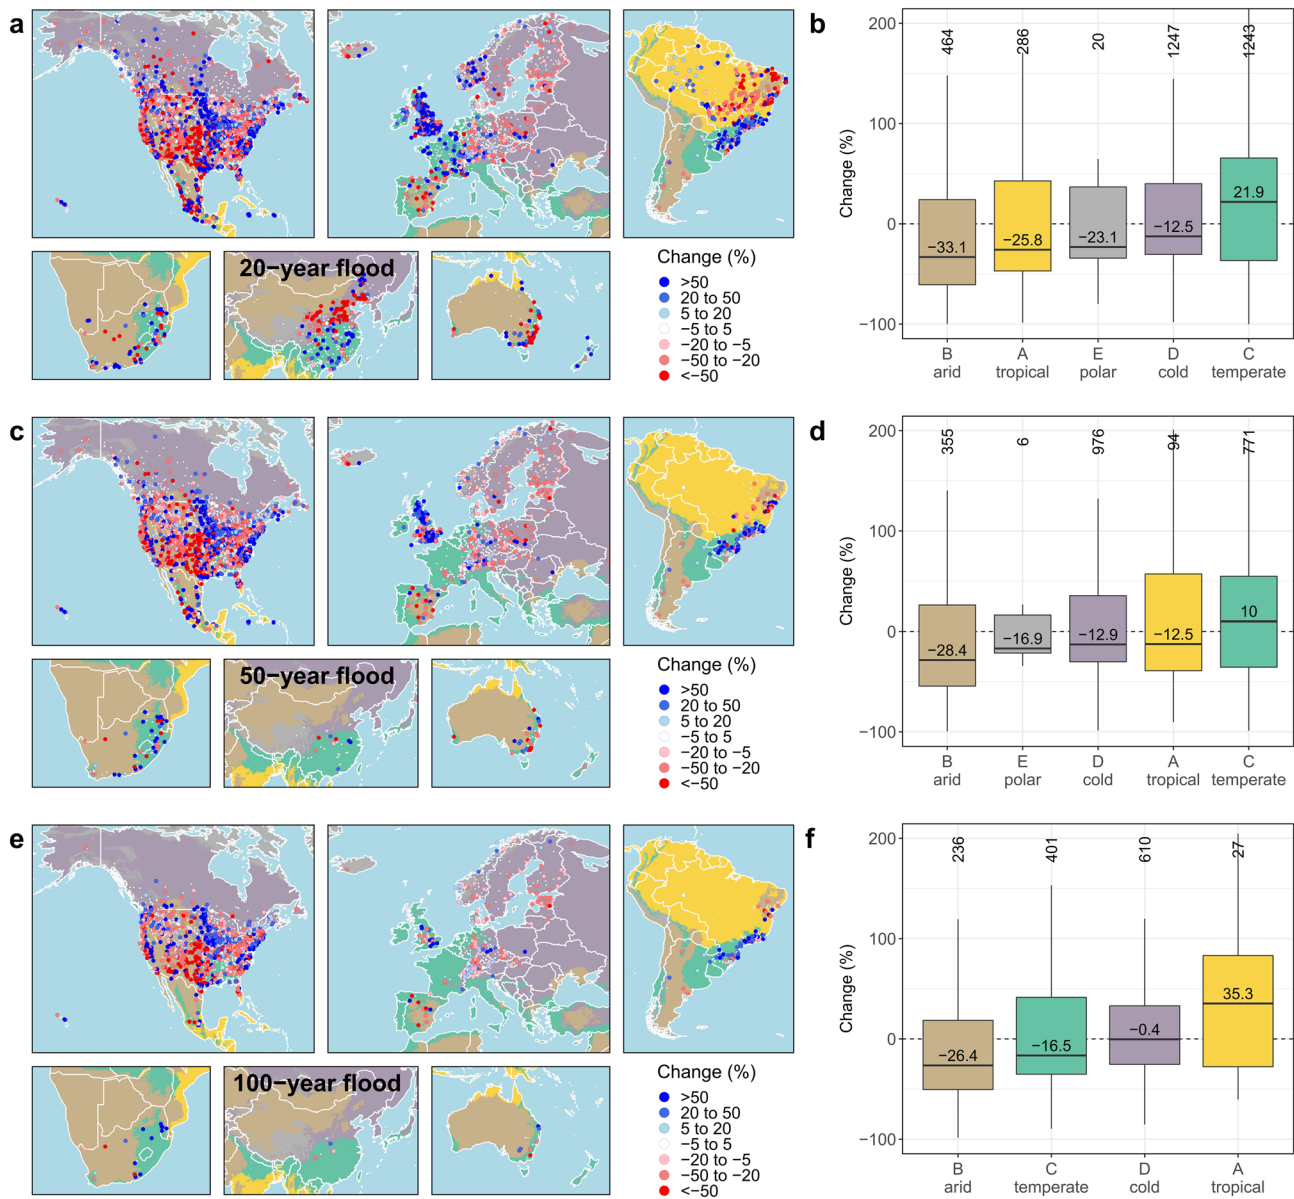 a
20−year flood
Change (%)
>50
20 to 50
5 to 20
−5 to 5
−20 to −5
−50 to −20
<−50
b
Change (%)
200
100
0
−100
464
286
20
1247
1243
−33.1
−25.8
−23.1
−12.5
21.9
B A E D C
arid tropical polar cold temperate
c
50−year flood
Change (%)
>50
20 to 50
5 to 20
−5 to 5
−20 to −5
−50 to −20
<−50
d
Change (%)
200
100
0
−100
355
6
976
94
771
−28.4
−16.9
−12.9
−12.5
10
B E D A C
arid polar cold tropical temperate
e
100−year flood
Change (%)
>50
20 to 50
5 to 20
−5 to 5
−20 to −5
−50 to −20
<−50
f
Change (%)
200
100
0
−100
236
401
610
27
−26.4
−16.5
−0.4
35.3
B C D A
arid temperate cold tropical